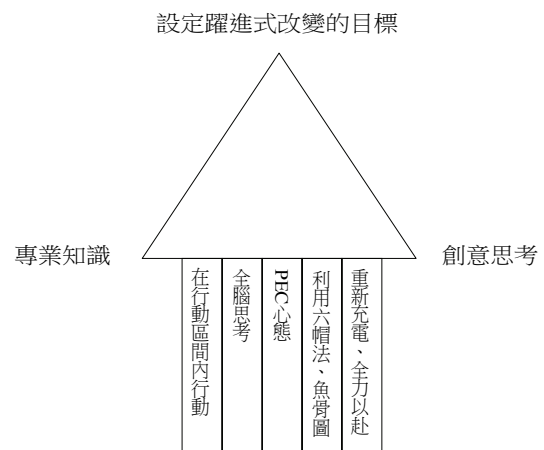 設定躍進式改變的目標
專業知識
創意思考
在行動區間內行動
全腦思考
PEC心態
利用六帽法、魚骨圖
重新充電、全力以赴